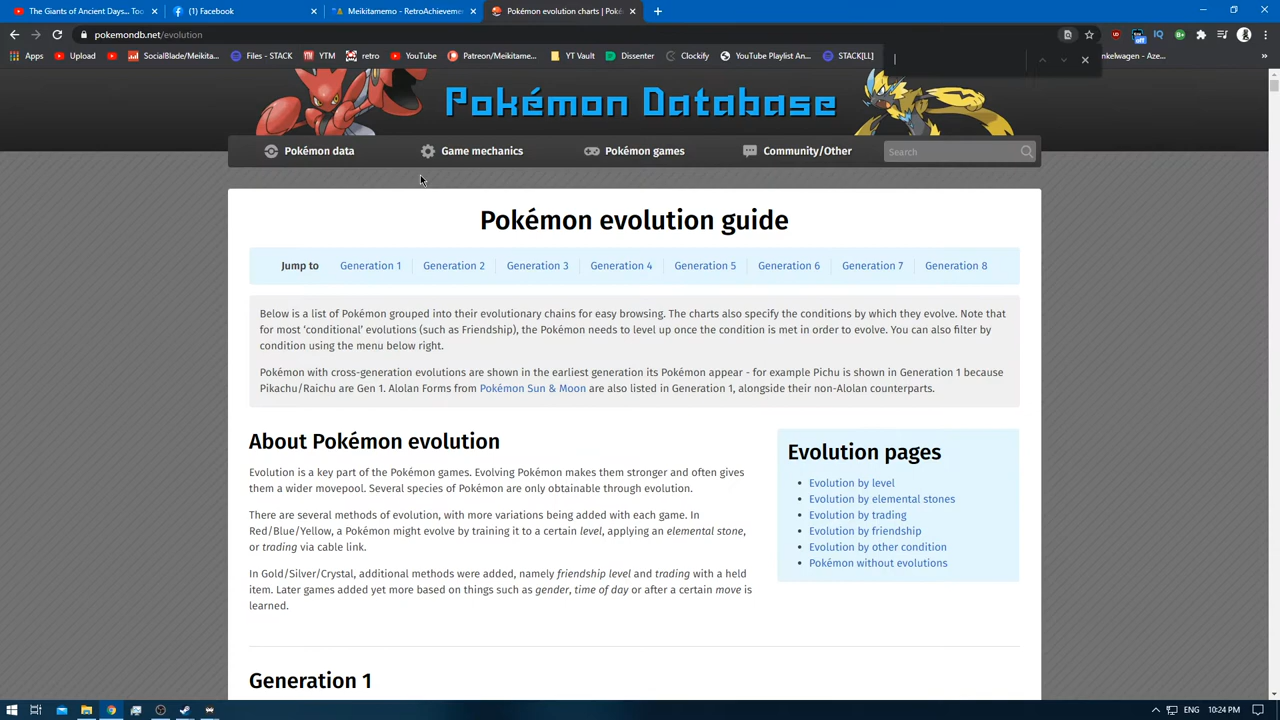 The Giants of Ancient Days... Too
(1) Facebook
Meikitamemo - RetroAchieveme
Pokémon evolution charts | Pok
pokemondb.net/evolution
Apps
Upload
SocialBlade/Meikita...
Files - STACK
YTM
retro
YouTube
Patreon/Meikitame...
YT Vault
Dissenter
Clockify
YouTube Playlist An...
STACK[LL]
nkelwagen - Aze...
Pokémon Database
Pokémon data
Game mechanics
Pokémon games
Community/Other
Search
Pokémon evolution guide
Jump to
Generation 1
Generation 2
Generation 3
Generation 4
Generation 5
Generation 6
Generation 7
Generation 8
Below is a list of Pokémon grouped into their evolutionary chains for easy browsing. The charts also specify the conditions by which they evolve. Note that
for most ‘conditional’ evolutions (such as Friendship), the Pokémon needs to level up once the condition is met in order to evolve. You can also filter by
condition using the menu below right.
Pokémon with cross-generation evolutions are shown in the earliest generation its Pokémon appear - for example Pichu is shown in Generation 1 because
Pikachu/Raichu are Gen 1. Alolan Forms from Pokémon Sun & Moon are also listed in Generation 1, alongside their non-Alolan counterparts.
About Pokémon evolution
Evolution is a key part of the Pokémon games. Evolving Pokémon makes them stronger and often gives
them a wider movepool. Several species of Pokémon are only obtainable through evolution.
There are several methods of evolution, with more variations being added with each game. In
Red/Blue/Yellow, a Pokémon might evolve by training it to a certain level, applying an elemental stone,
or trading via cable link.
In Gold/Silver/Crystal, additional methods were added, namely friendship level and trading with a held
item. Later games added yet more based on things such as gender, time of day or after a certain move is
learned.
Evolution pages
Evolution by level
Evolution by elemental stones
Evolution by trading
Evolution by friendship
Evolution by other condition
Pokémon without evolutions
Generation 1
ENG
10:24 PM